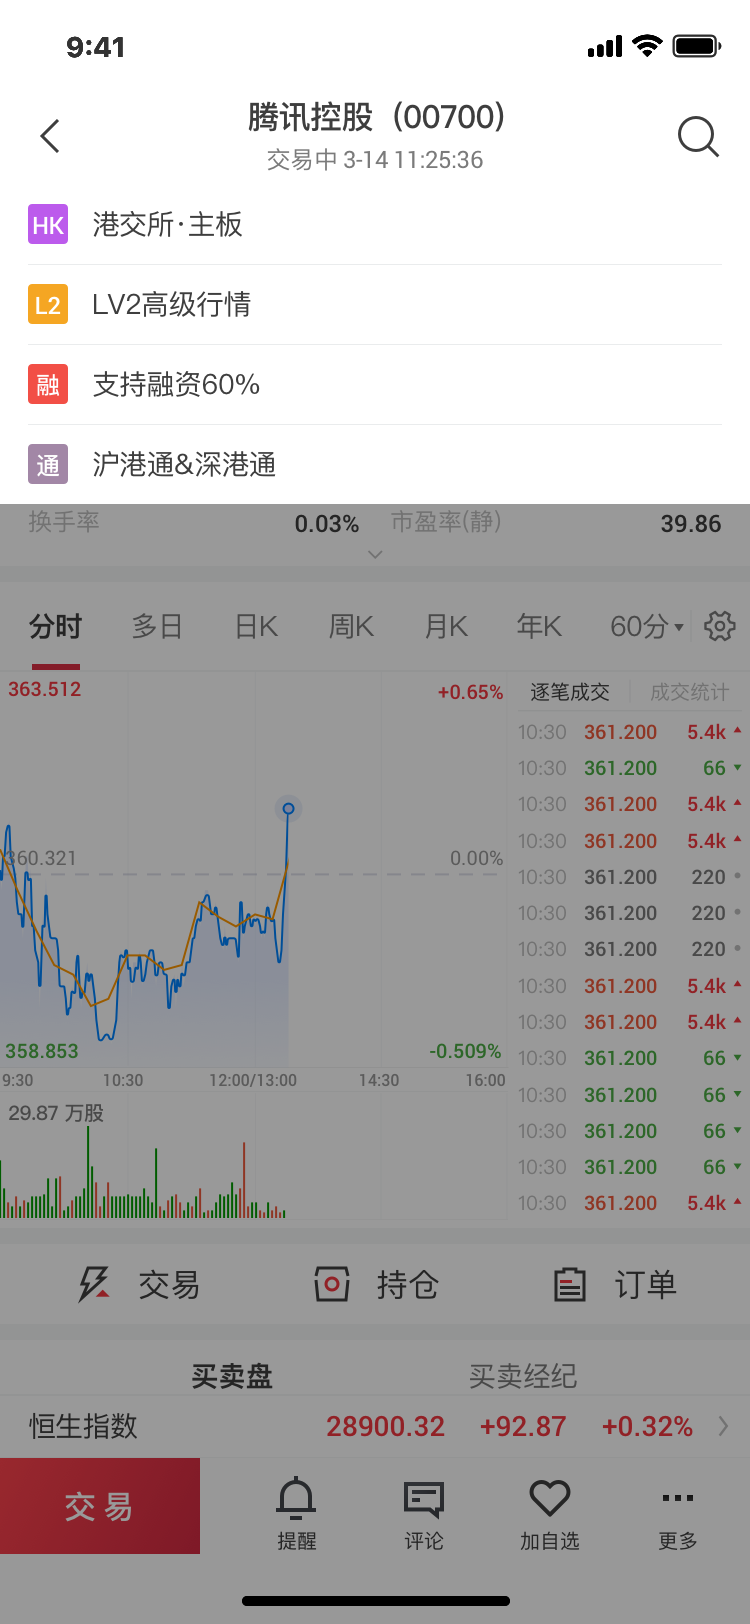 9:41
腾讯控股（00700）
交易中 3-14 11:25:36
HK 港交所·主板
L2 LV2高级行情
融 支持融资60%
通 沪港通&深港通
换手率 0.03% 市盈率(静) 39.86
分时 多日 日K 周K 月K 年K 60分
363.512 +0.65% 逐笔成交 成交统计
10:30 361.200 5.4k
10:30 361.200 66
10:30 361.200 5.4k
10:30 361.200 5.4k
360.321 0.00%
10:30 361.200 220
10:30 361.200 220
10:30 361.200 220
10:30 361.200 5.4k
10:30 361.200 5.4k
358.853 -0.509%
10:30 361.200 66
9:30 10:30 12:00/13:00 14:30 16:00
10:30 361.200 66
29.87 万股
10:30 361.200 66
10:30 361.200 66
10:30 361.200 5.4k
交易 持仓 订单
买卖盘 买卖经纪
恒生指数 28900.32 +92.87 +0.32%
交易 提醒 评论 加自选 更多